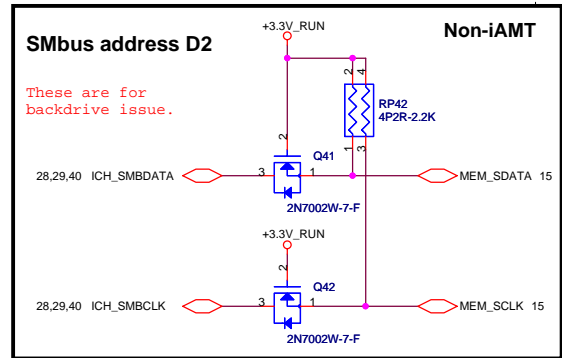 +3.3V_RUN
Non-iAMT
SMbus address D2
These are for
backdrive issue.
2
4
RP42
4P2R-2.2K
1
3
2
Q41
28,29,40 ICH_SMBDATA
3
1
MEM_SDATA 15
2N7002W-7-F
+3.3V_RUN
2
Q42
28,29,40 ICH_SMBCLK
3
1
MEM_SCLK 15
2N7002W-7-F